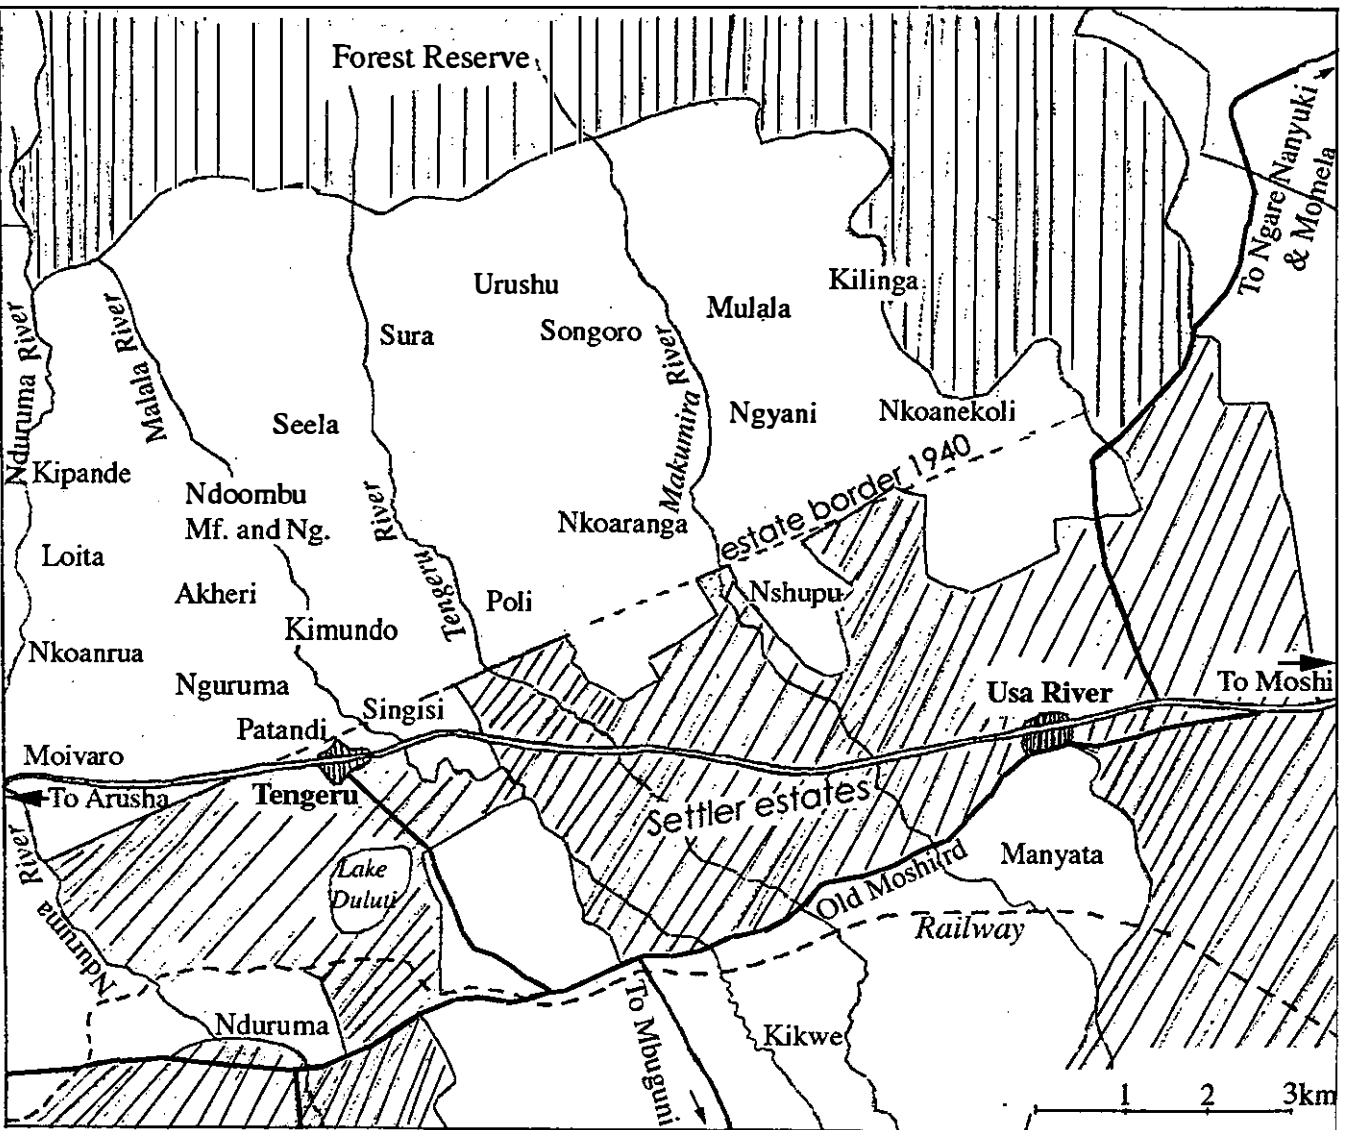 Forest Reserve
To Ngare Nanyuki
& Momela
Urushu
Kilinga
Mulala
Sura
Songoro
Nduruma River
Malala River
Makumira River
Seela
Ngyani
Nkoanekoli
Kipande
Ndoombu
Mf. and Ng.
River
Nkoaranga
estate border 1940
Loita
Akheri
Tengeru
Poli
Nshupu
Kimundo
Nkoanrua
Nguruma
Singisi
Usa River
To Moshi
Patandi
Moivaro
To Arusha
Tengeru
Settler estates
River
Lake
Duluti
Old Moshi rd
Manyata
Nduruma
Railway
Nduruma
To Mbuguni
Kikwe
1 2 3km